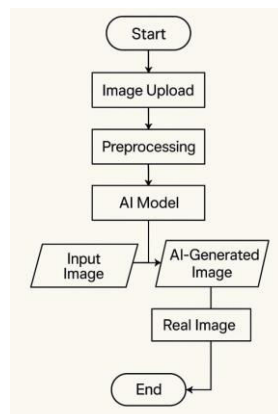 Start
Image Upload
Preprocessing
AI Model
Input
Image
AI-Generated
Image
Real Image
End